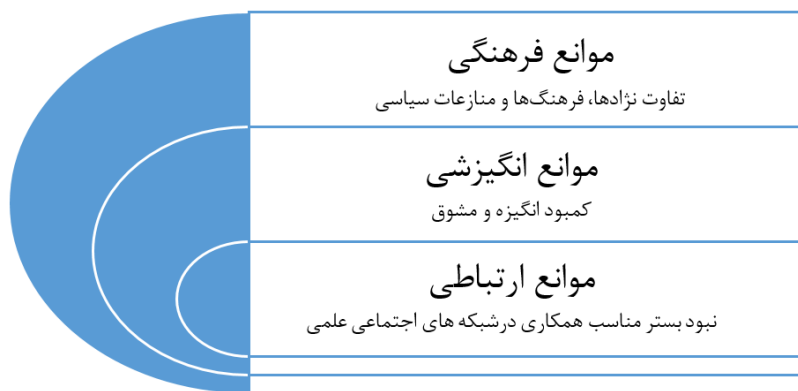 موانع فرهنگی
تفاوت نژادها، فرهنگ‌ها و منازعات سیاسی
موانع انگیزشی
کمبود انگیزه و مشوق
موانع ارتباطی
نبود بستر مناسب همکاری درشبکه های اجتماعی علمی